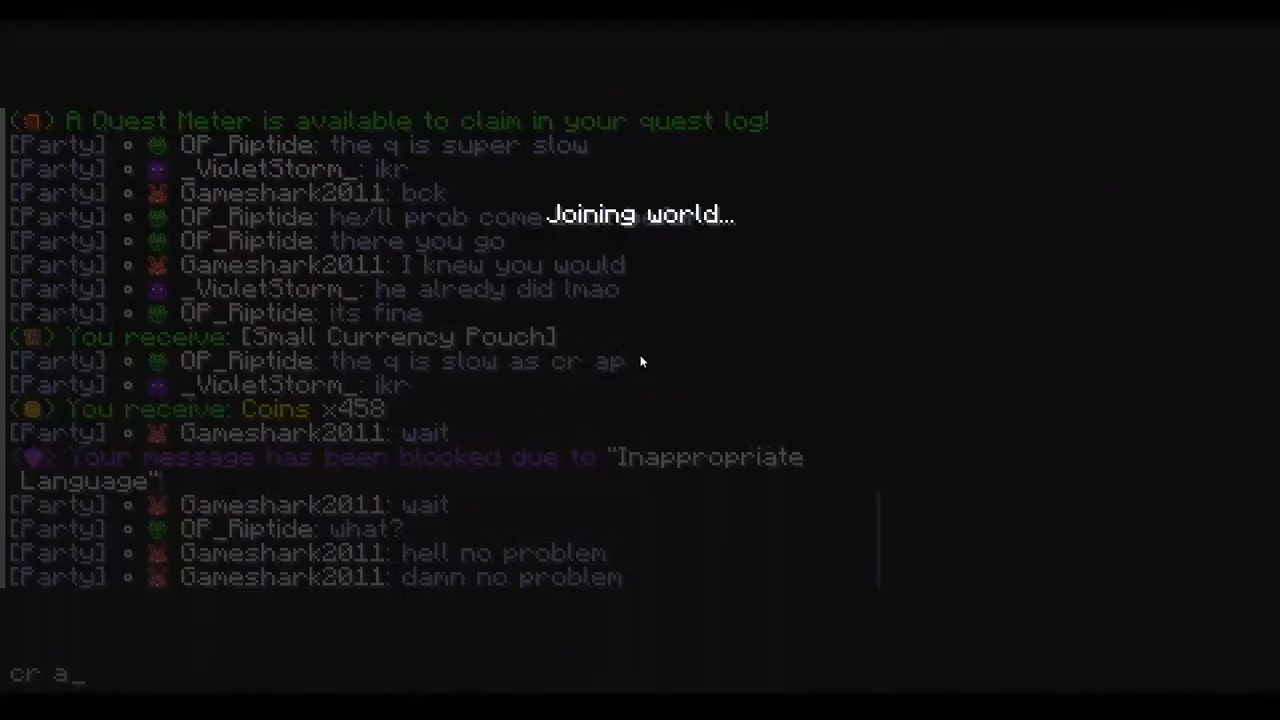 (  ) A Quest Meter is available to claim in your quest log!
[Party] • OP_Riptide: the q is super slow
[Party] • _VioletStorm_: ikr
[Party] • Gameshark2011: bck
[Party] • OP_Riptide: he/ll prob come
Joining world...
[Party] • OP_Riptide: there you go
[Party] • Gameshark2011: I knew you would
[Party] • _VioletStorm_: he alredy did lmao
[Party] • OP_Riptide: its fine
(  ) You receive: [Small Currency Pouch]
[Party] • OP_Riptide: the q is slow as cr ap
[Party] • _VioletStorm_: ikr
(  ) You receive: Coins x458
[Party] • Gameshark2011: wait
(  ) Your message has been blocked due to "Inappropriate
Language"
[Party] • Gameshark2011: wait
[Party] • OP_Riptide: what?
[Party] • Gameshark2011: hell no problem
[Party] • Gameshark2011: damn no problem
cr a_